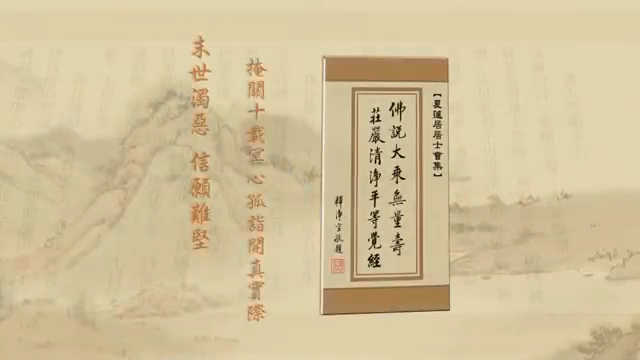 【夏蓮居居士會集】
佛說大乘無量壽
莊嚴清淨平等覺經
釋淨空敬題
掩關十載冥心孤詣開真實際
末世濁惡 信願難堅